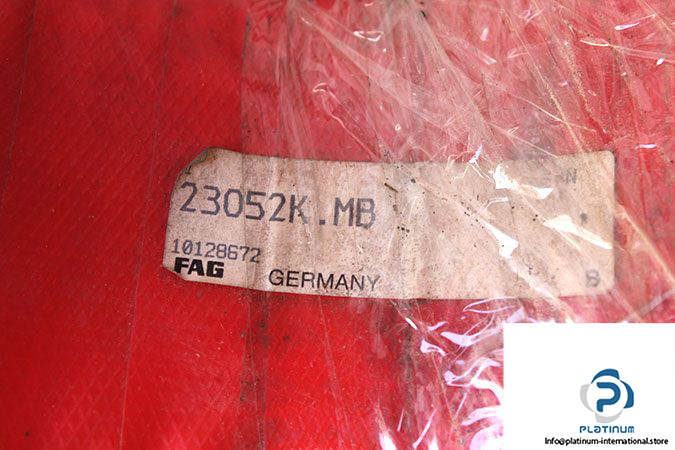 23052K.MB
10128672
FAG GERMANY B
PLATINUM
Info@platinum-international.store